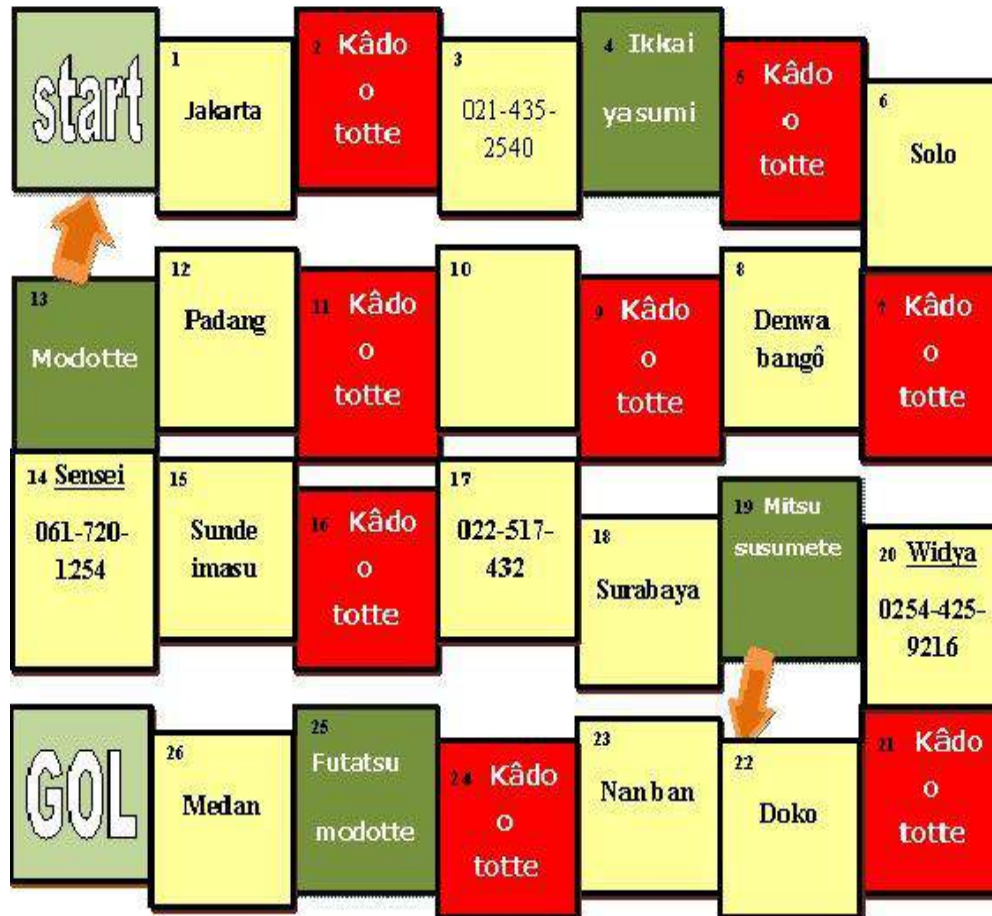 start
1
Jakarta
2 Kâdo
o
totte
3
021-435-
2540
4 Ikkai
yasumi
5 Kâdo
o
totte
6
Solo
7 Kâdo
o
totte
8
Denwa
bangô
9 Kâdo
o
totte
10
11 Kâdo
o
totte
12
Padang
13
Modotte
14 Sensei
061-720-
1254
15
Sunde
imasu
16 Kâdo
o
totte
17
022-517-
432
18
Surabaya
19 Mitsu
susumete
20 Widya
0254-425-
9216
21 Kâdo
o
totte
22
Doko
23
Nanban
24 Kâdo
o
totte
25
Futatsu
modotte
26
Medan
GOL